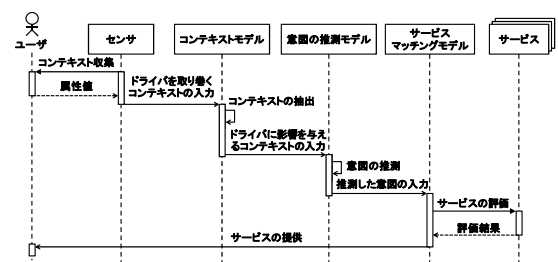 ユーザ
センサ
コンテキストモデル
意図の推測モデル
サービス
マッチングモデル
サービス
コンテキスト収集
属性値
ドライバを取り巻く
コンテキストの入力
コンテキストの抽出
ドライバに影響を与え
るコンテキストの入力
意図の推測
推測した意図の入力
サービスの評価
評価結果
サービスの提供